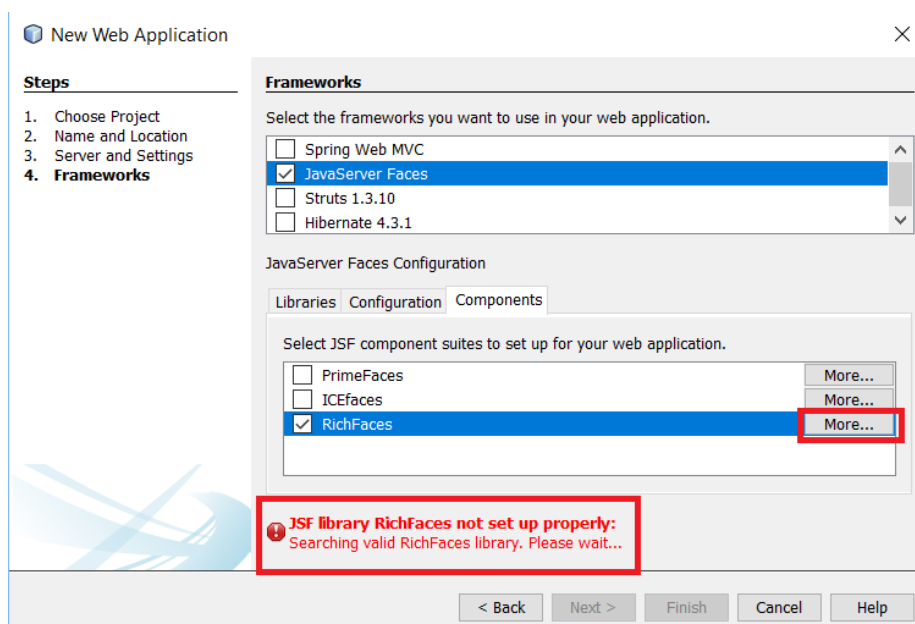 New Web Application
Steps
1. Choose Project
2. Name and Location
3. Server and Settings
4. Frameworks
Frameworks
Select the frameworks you want to use in your web application.
Spring Web MVC
JavaServer Faces
Struts 1.3.10
Hibernate 4.3.1
JavaServer Faces Configuration
Libraries Configuration Components
Select JSF component suites to set up for your web application.
PrimeFaces More...
ICEfaces More...
RichFaces More...
JSF library RichFaces not set up properly:
Searching valid RichFaces library. Please wait...
< Back Next > Finish Cancel Help